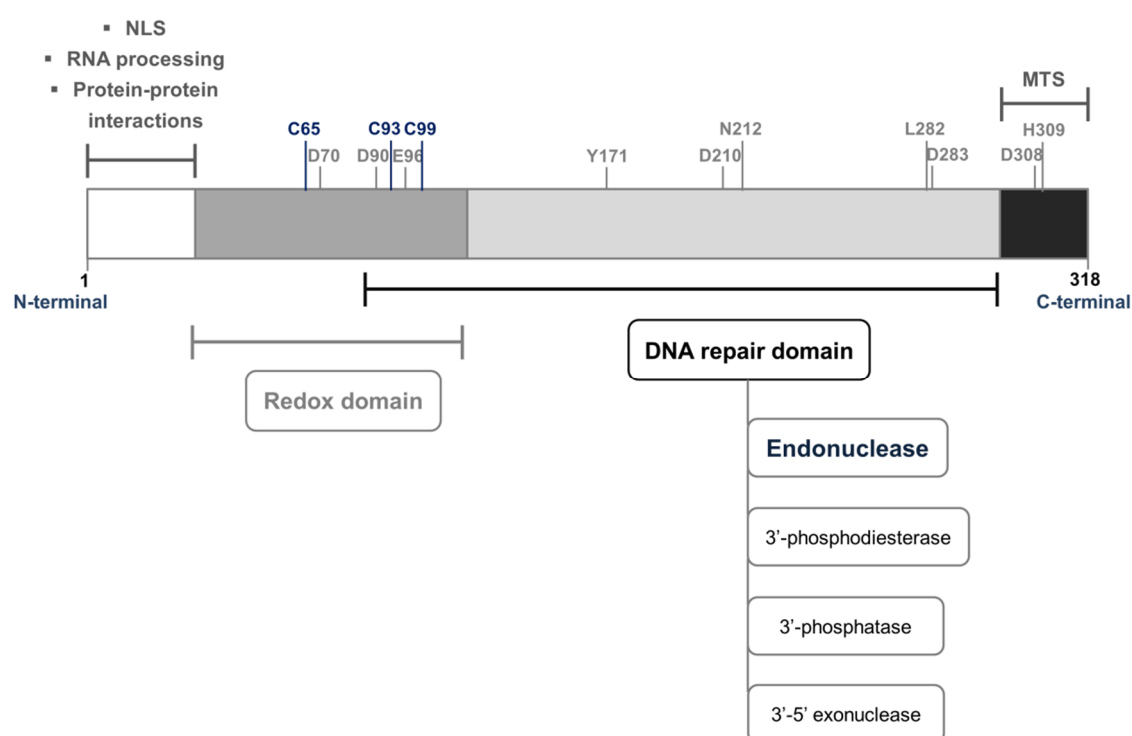 ▪ NLS
▪ RNA processing
▪ Protein-protein
interactions
MTS
C65
C93
C99
N212
L282
H309
D70
D90
E96
Y171
D210
D283
D308
1
318
N-terminal
C-terminal
DNA repair domain
Redox domain
Endonuclease
3’-phosphodiesterase
3’-phosphatase
3’-5’ exonuclease